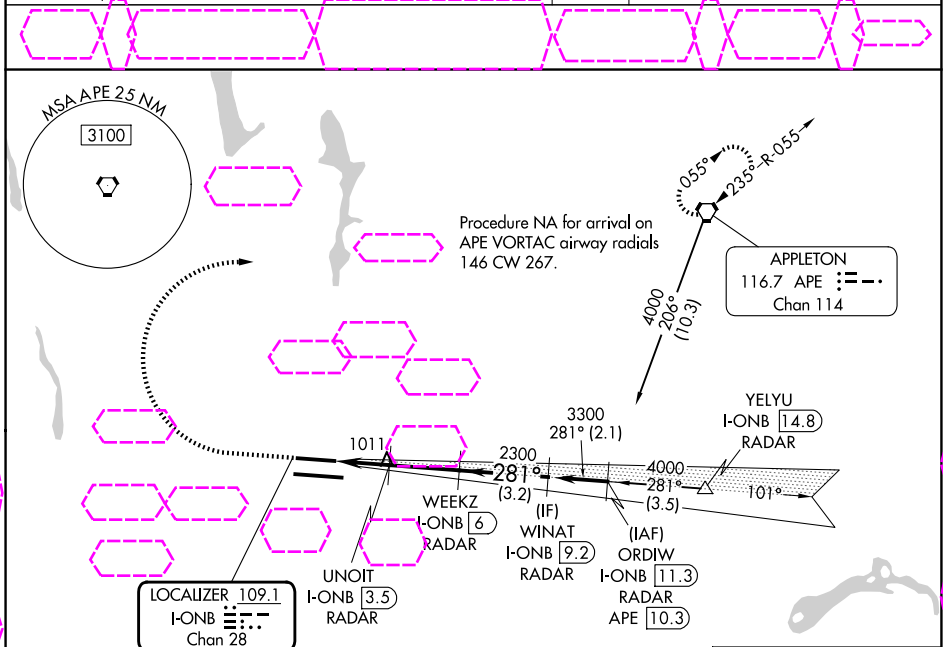 MSA APE 25 NM
3100
055°
235°
R-055
Procedure NA for arrival on
APE VORTAC airway radials
146 CW 267.
APPLETON
116.7 APE
Chan 114
4000
206°
(10.3)
YELYU
I-ONB 14.8
RADAR
3300
281° (2.1)
1011
2300
281°
(3.2)
4000
281°
(3.5)
101°
WEEKZ
I-ONB 6
RADAR
(IF)
WINAT
I-ONB 9.2
RADAR
(IAF)
ORDIW
I-ONB 11.3
RADAR
APE 10.3
UNOIT
I-ONB 3.5
RADAR
LOCALIZER 109.1
I-ONB
Chan 28